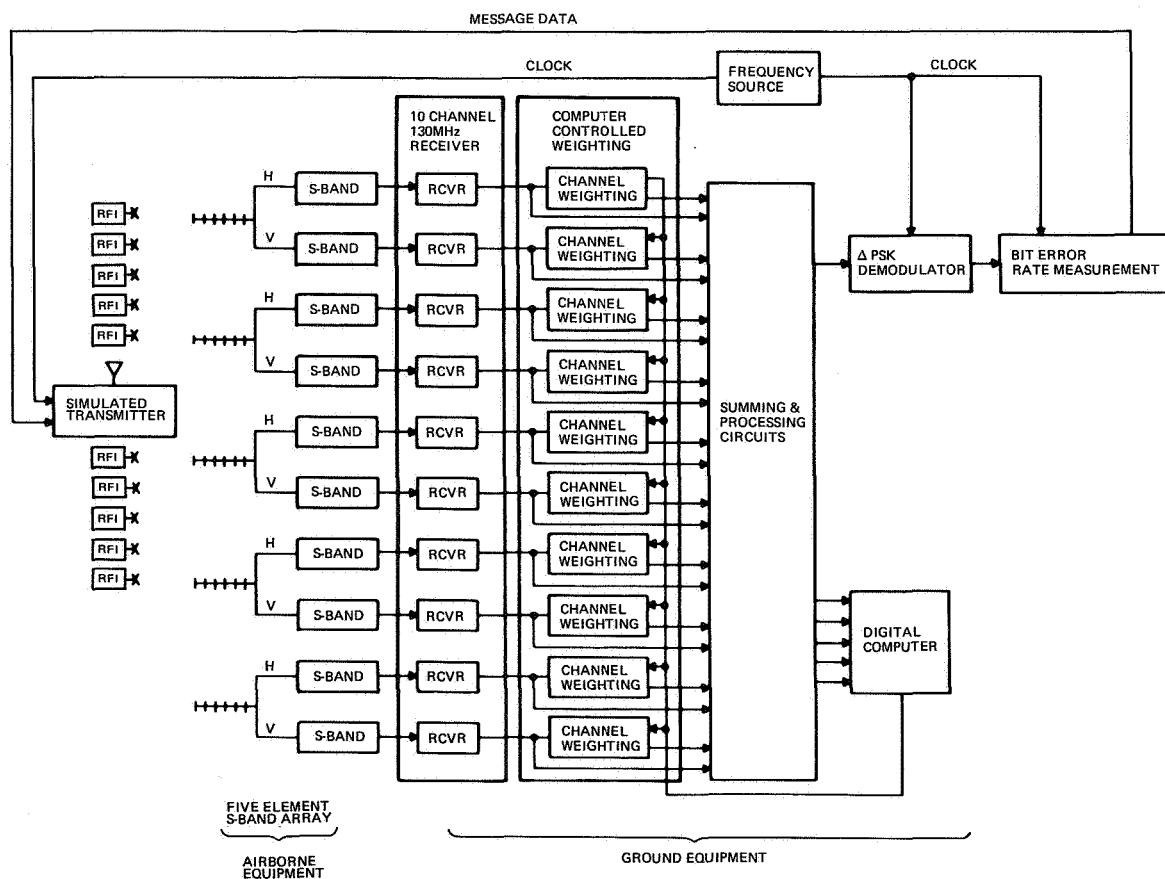 MESSAGE DATA
CLOCK
FREQUENCY
SOURCE
CLOCK
10 CHANNEL
130MHz
RECEIVER
COMPUTER
CONTROLLED
WEIGHTING
H
S-BAND
RCVR
CHANNEL
WEIGHTING
RFI
RFI
V
S-BAND
RCVR
CHANNEL
WEIGHTING
Δ PSK
DEMODULATOR
BIT ERROR
RATE MEASUREMENT
RFI
RFI
H
S-BAND
RCVR
CHANNEL
WEIGHTING
RFI
V
S-BAND
RCVR
CHANNEL
WEIGHTING
SIMULATED
TRANSMITTER
SUMMING &
PROCESSING
CIRCUITS
H
S-BAND
RCVR
CHANNEL
WEIGHTING
RFI
RFI
V
S-BAND
RCVR
CHANNEL
WEIGHTING
RFI
RFI
H
S-BAND
RCVR
CHANNEL
WEIGHTING
RFI
V
S-BAND
RCVR
CHANNEL
WEIGHTING
DIGITAL
COMPUTER
H
S-BAND
RCVR
CHANNEL
WEIGHTING
V
S-BAND
RCVR
CHANNEL
WEIGHTING
FIVE ELEMENT
S-BAND ARRAY
AIRBORNE
EQUIPMENT
GROUND EQUIPMENT